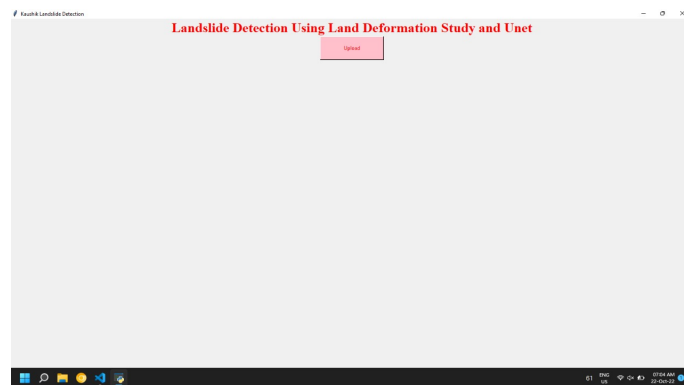 Kaushik Landslide Detection
Landslide Detection Using Land Deformation Study and Unet
Upload
61 ENG US 07:04 AM 22-Oct-22